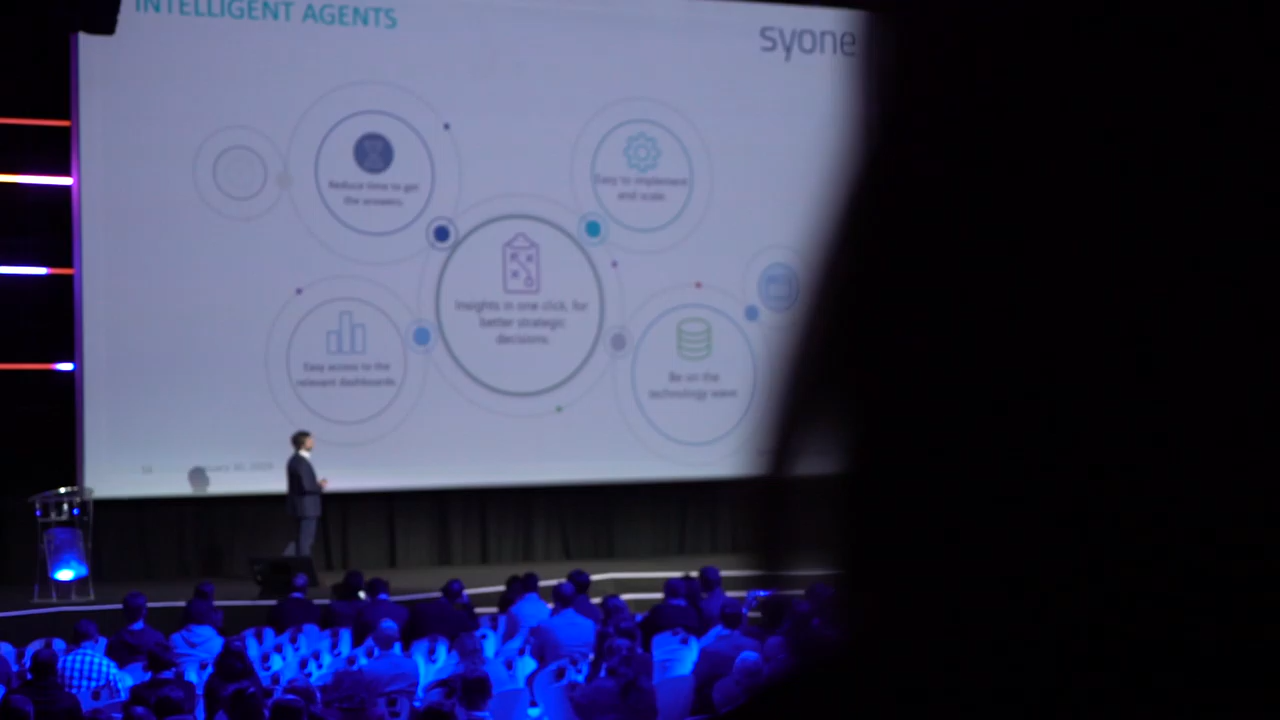 INTELLIGENT AGENTS
syone
Reduce time to get
the answers
Easy to implement
and scale
Insights in one click, for
better strategic
decisions
Easy access to the
relevant dashboards
Be on the
technology wave